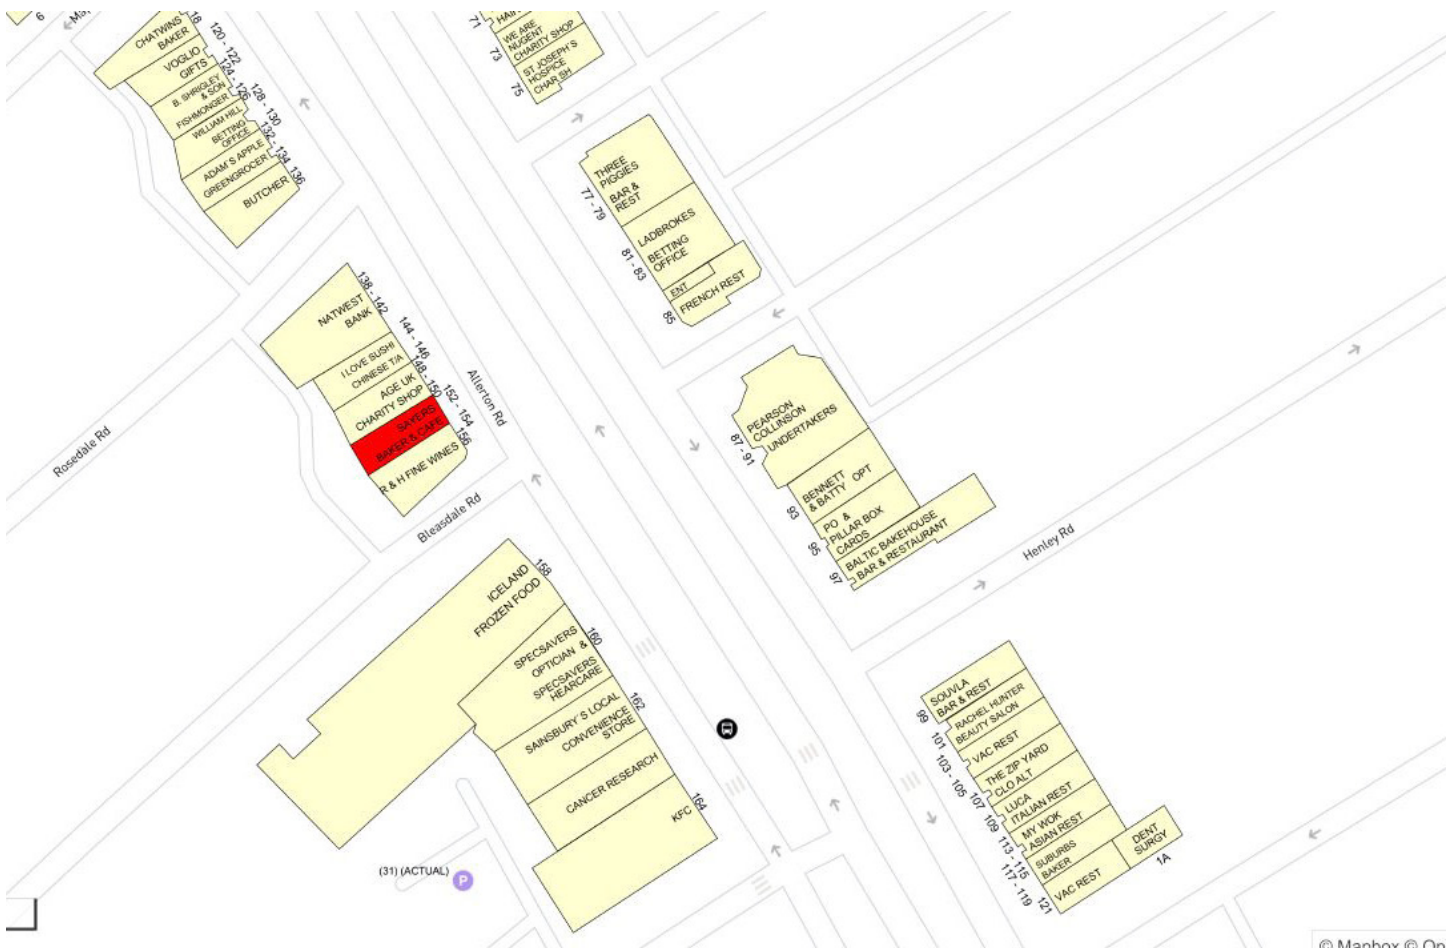 6
Ma
18
CHATWINS
BAKER
120 - 122
VOGLIO
GIFTS
124 - 126
B. SHRIGLEY
& SON
FISHMONGER
128 - 130
WILLIAM HILL
BETTING
OFFICE
132 - 134
ADAM'S APPLE
GREENGROCER
136
BUTCHER
71
HAIR
73
WE ARE
NUGENT
CHARITY SHOP
75
ST JOSEPH'S
HOSPICE
CHAR SH
77 - 79
THREE
PIGGIES
BAR &
REST
81 - 83
LADBROKES
BETTING
OFFICE
ENT
85
FRENCH REST
138 - 142
NATWEST
BANK
144 - 146
I LOVE SUSHI
CHINESE T/A
148 - 150
AGE UK
CHARITY SHOP
152 - 154
SAYERS
BAKER & CAFE
156
R & H FINE WINES
Allerton Rd
Rosedale Rd
Bleasdale Rd
87 - 91
PEARSON
COLLINSON
UNDERTAKERS
93
BENNETT
& BATTY OPT
95
PO &
PILLAR BOX
CARDS
97
BALTIC BAKEHOUSE
BAR & RESTAURANT
Henley Rd
158
ICELAND
FROZEN FOOD
160
SPECSAVERS
OPTICIAN &
SPECSAVERS
HEARCARE
162
SAINSBURY'S LOCAL
CONVENIENCE
STORE
CANCER RESEARCH
164
KFC
99
SOUVLA
BAR & REST
101
RACHEL HUNTER
BEAUTY SALON
103 - 105
VAC REST
107
THE ZIP YARD
CLO ALT
109
LUCA
ITALIAN REST
113 - 115
MY WOK
ASIAN REST
117 - 119
SUBURBS
BAKER
121
VAC REST
DENT
SURGY
1A
(31) (ACTUAL)
P
© Mapbox © Op